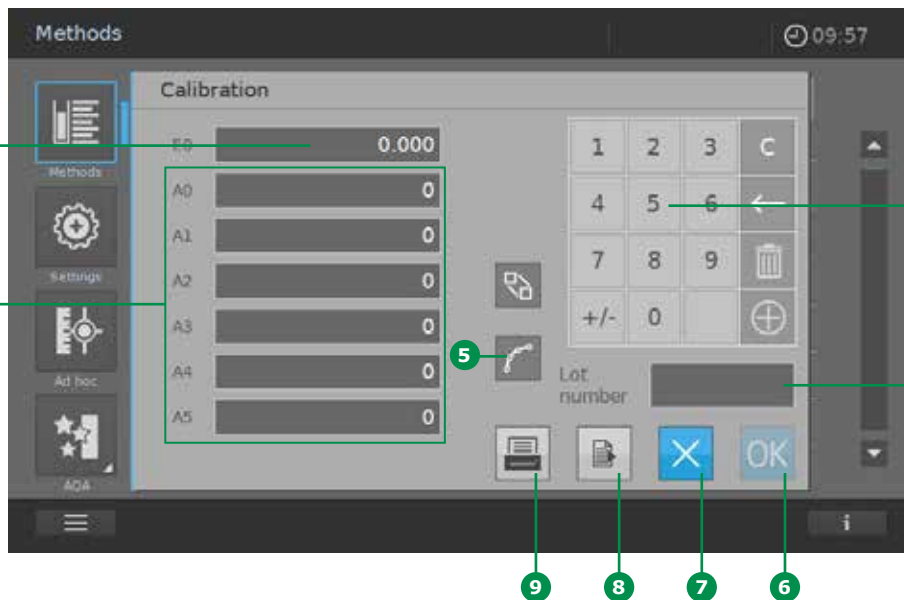 Methods
09:57
Calibration
E0 0.000
A0 0
A1 0
A2 0
A3 0
A4 0
A5 0
Methods
Settings
Ad hoc
AQA
1 2 3 C
4 5 6 ←
7 8 9
+/- 0
5
Lot
number
OK
i
9 8 7 6